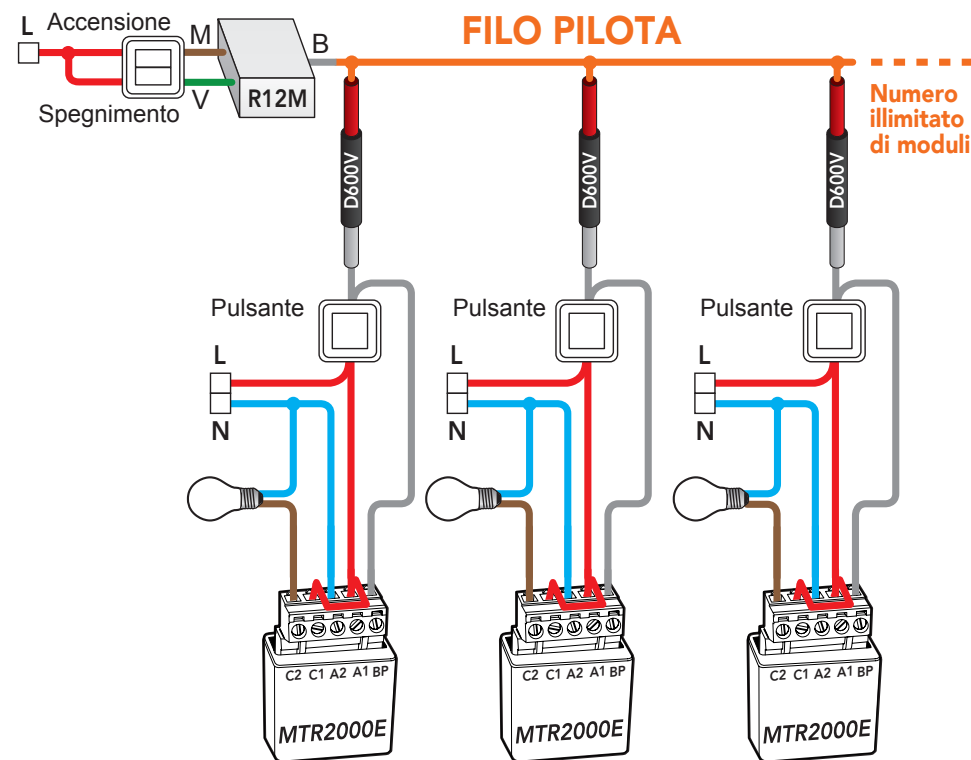 L
Accensione
M
B
FILO PILOTA
R12M
V
Spegnimento
Numero
illimitato
di moduli
D600V
D600V
D600V
Pulsante
Pulsante
Pulsante
L
L
L
N
N
N
C2 C1 A2 A1 BP
C2 C1 A2 A1 BP
C2 C1 A2 A1 BP
MTR2000E
MTR2000E
MTR2000E